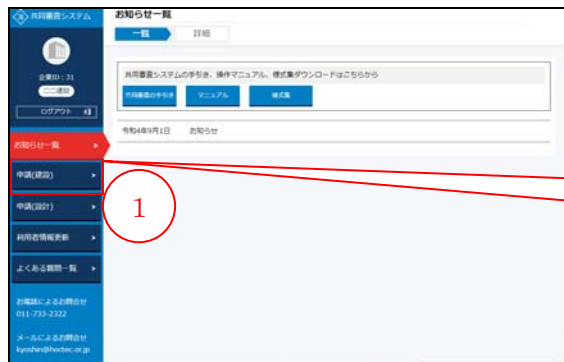 共同審査システム
お知らせ一覧
一覧
詳細
企業ID：31
ログアウト
共同審査システムの手引き、操作マニュアル、様式集ダウンロードはこちらから
共同審査の手引き
マニュアル
様式集
令和4年9月1日 お知らせ
お知らせ一覧
申請(建設)
申請(設計)
1
利用者情報更新
よくある質問一覧
お電話によるお問合せ
011-733-2322
メールによるお問合せ
kyoshin@hoctec.or.jp